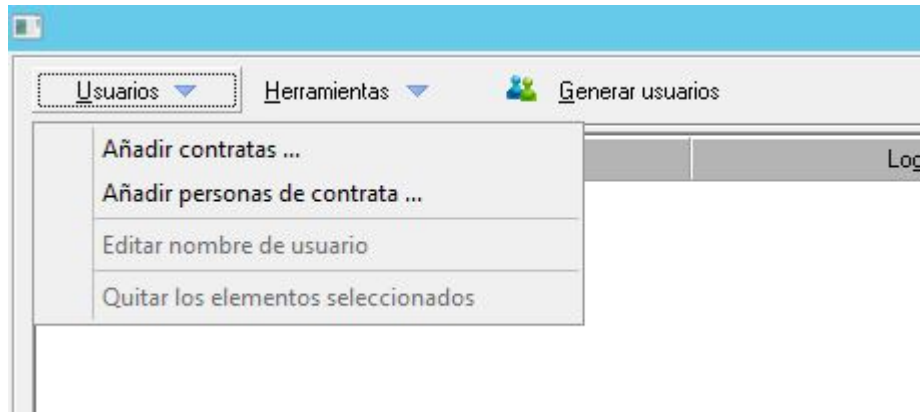 Usuarios Herramientas Generar usuarios
Añadir contratas ...
Añadir personas de contrata ...
Editar nombre de usuario
Quitar los elementos seleccionados